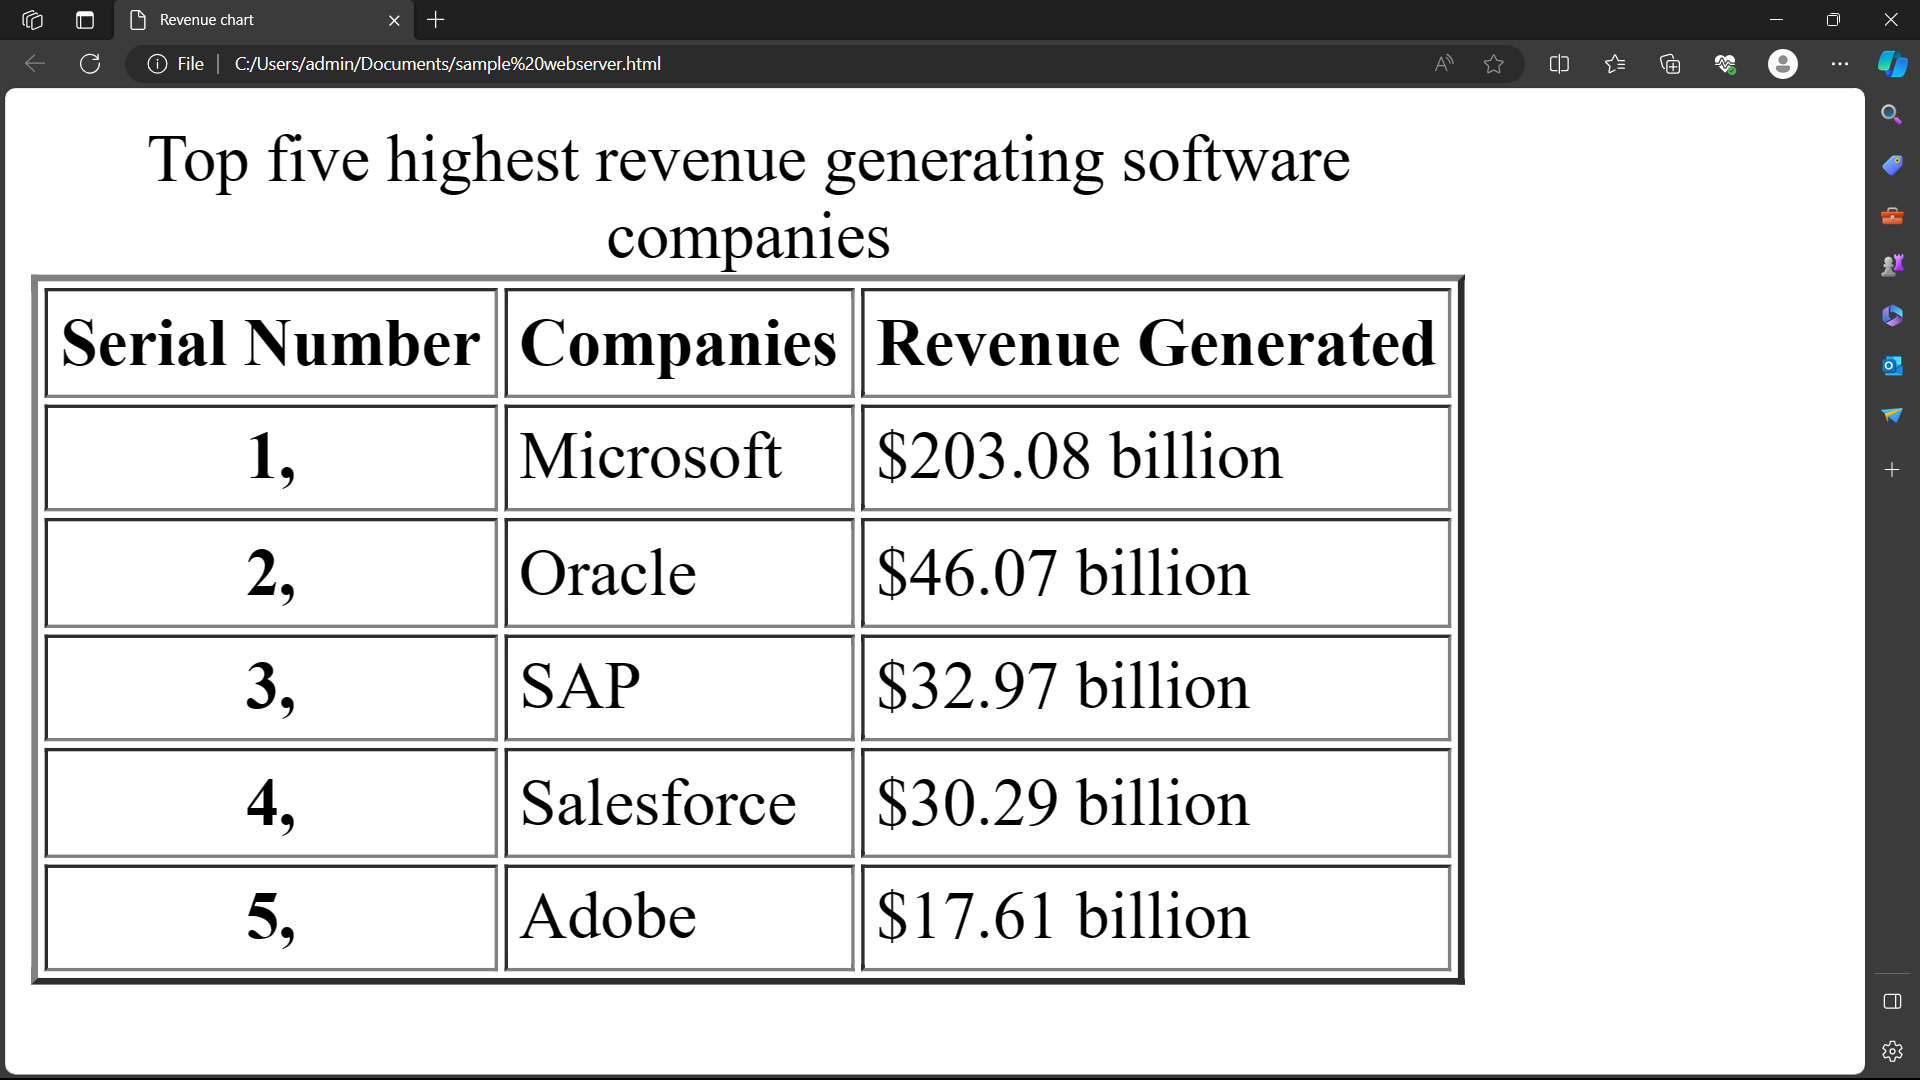 Revenue chart
File C:/Users/admin/Documents/sample%20webserver.html
Top five highest revenue generating software
companies
Serial Number Companies Revenue Generated
1, Microsoft $203.08 billion
2, Oracle $46.07 billion
3, SAP $32.97 billion
4, Salesforce $30.29 billion
5, Adobe $17.61 billion